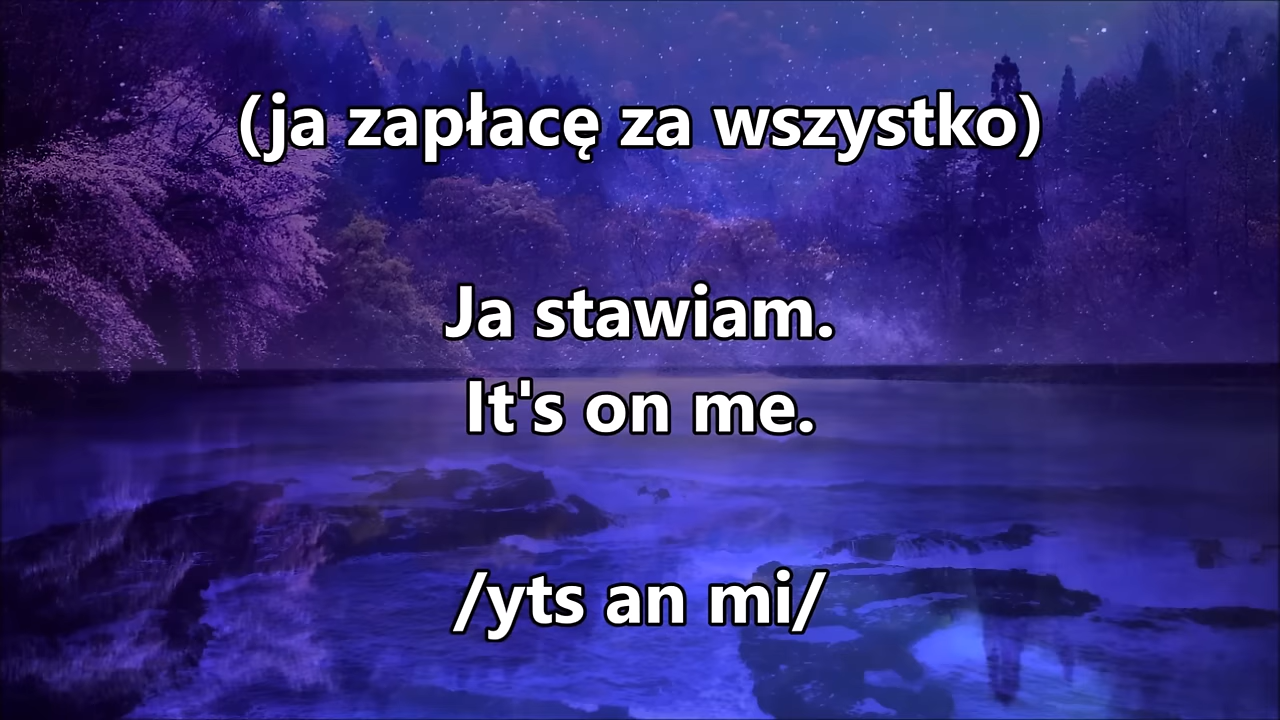 (ja zapłacę za wszystko)
Ja stawiam.
It's on me.
/yts an mi/